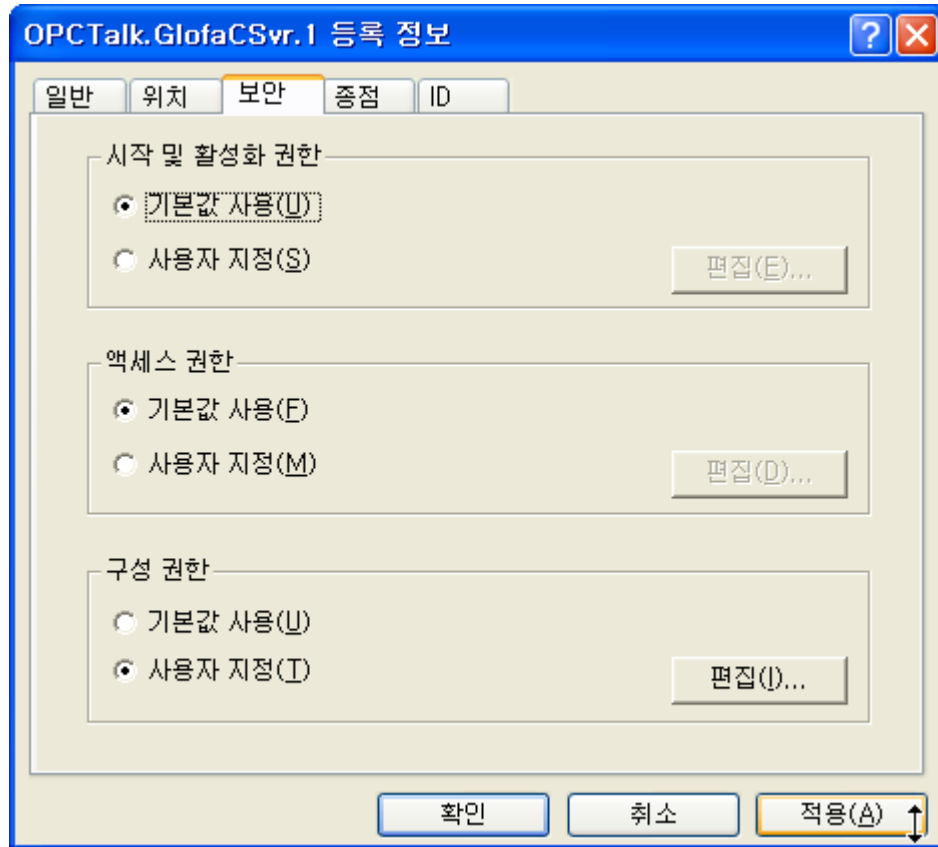 OPCTalk.GlofaCSvr.1 등록 정보
일반 위치 보안 종점 ID
시작 및 활성화 권한
기본값 사용(U)
사용자 지정(S)
편집(E)...
액세스 권한
기본값 사용(F)
사용자 지정(M)
편집(D)...
구성 권한
기본값 사용(U)
사용자 지정(T)
편집(I)...
확인 취소 적용(A)